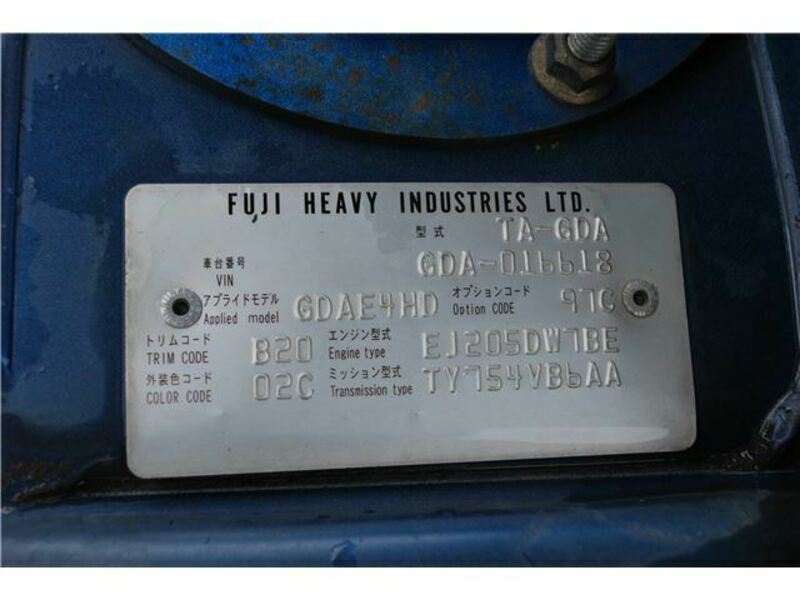 FUJI HEAVY INDUSTRIES LTD.
型式 TA-GDA
車台番号 VIN GDA-016618
アプライドモデル Applied model GDAE4HD オプションコード Option CODE 97C
トリムコード TRIM CODE B20 エンジン型式 Engine type EJ205DW7BE
外装色コード COLOR CODE 02C ミッション型式 Transmission type TY754VB6AA